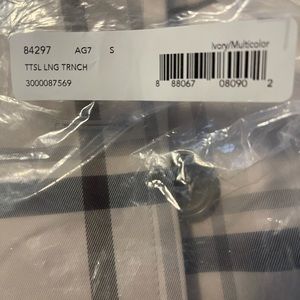 84297 AG7 S Ivory/Multicolor
TTSL LNG TRNCH
3000087569
8 88067 08090 2